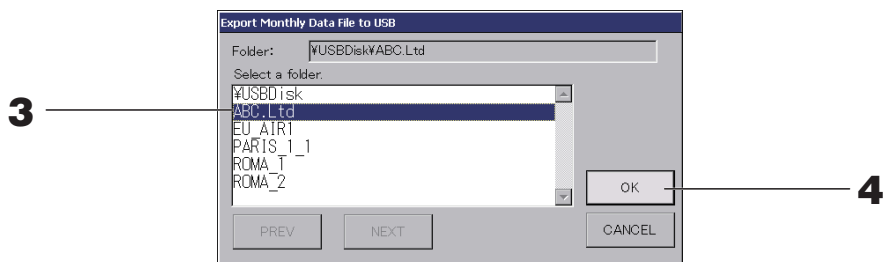 Export Monthly Data File to USB
Folder: ¥USBDisk¥ABC.Ltd
Select a folder.
¥USBDisk
3
ABC.Ltd
EU_AIR1
PARIS_1_1
ROMA_1
ROMA_2
OK
4
PREV NEXT CANCEL